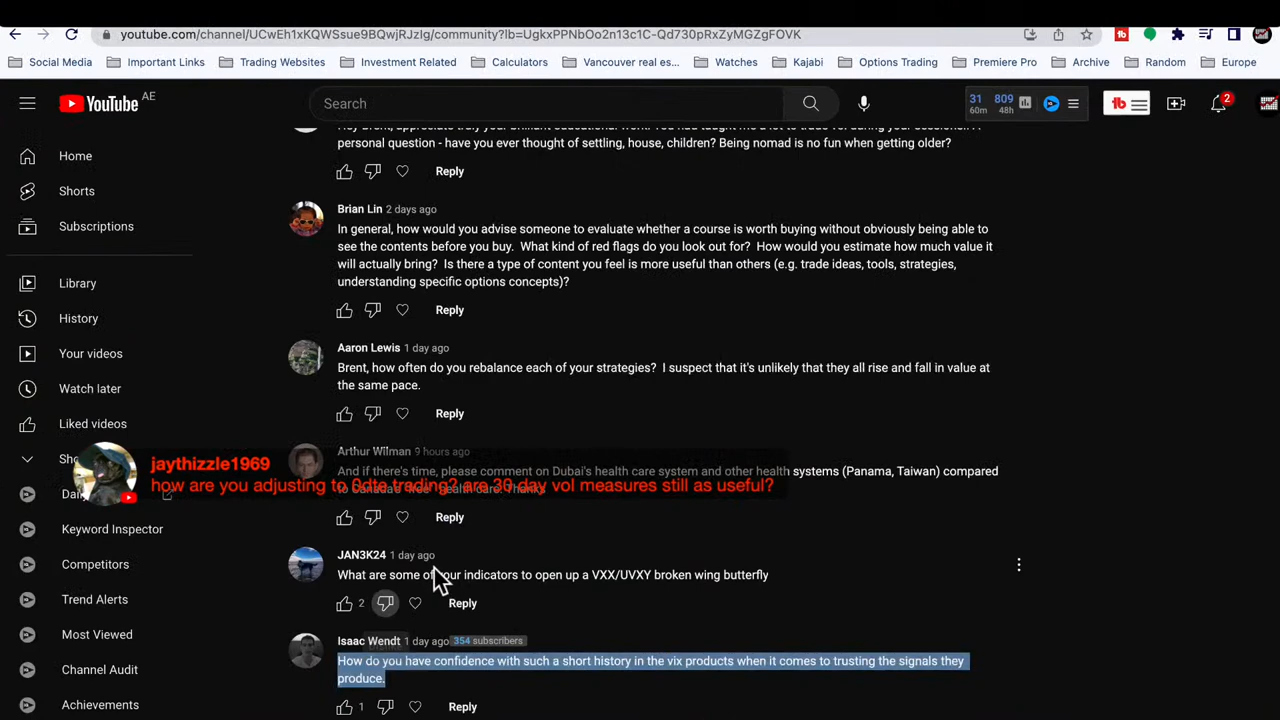 youtube.com/channel/UCwEh1xKQWSsue9BQwjRJzIg/community?lb=UgkxPPNbOo2n13c1C-Qd730pRxZyMGZgFOVK
Social Media
Important Links
Trading Websites
Investment Related
Calculators
Vancouver real es...
Watches
Kajabi
Options Trading
Premiere Pro
Archive
Random
Europe
YouTube AE
Search
31 60m 809 48h
2
personal question - have you ever thought of settling, house, children? Being nomad is no fun when getting older?
Reply
Home
Shorts
Subscriptions
Library
History
Your videos
Watch later
Liked videos
Keyword Inspector
Competitors
Trend Alerts
Most Viewed
Channel Audit
Achievements
Brian Lin 2 days ago
In general, how would you advise someone to evaluate whether a course is worth buying without obviously being able to
see the contents before you buy. What kind of red flags do you look out for? How would you estimate how much value it
will actually bring? Is there a type of content you feel is more useful than others (e.g. trade ideas, tools, strategies,
understanding specific options concepts)?
Reply
Aaron Lewis 1 day ago
Brent, how often do you rebalance each of your strategies? I suspect that it's unlikely that they all rise and fall in value at
the same pace.
Reply
Arthur Wilman 9 hours ago
And if there's time, please comment on Dubai's health care system and other health systems (Panama, Taiwan) compared
jaythizzle1969
how are you adjusting to 0dte trading? are 30 day vol measures still as useful?
Reply
JAN3K24 1 day ago
What are some of your indicators to open up a VXX/UVXY broken wing butterfly
2
Reply
Isaac Wendt 1 day ago 354 subscribers
How do you have confidence with such a short history in the vix products when it comes to trusting the signals they
produce.
1
Reply